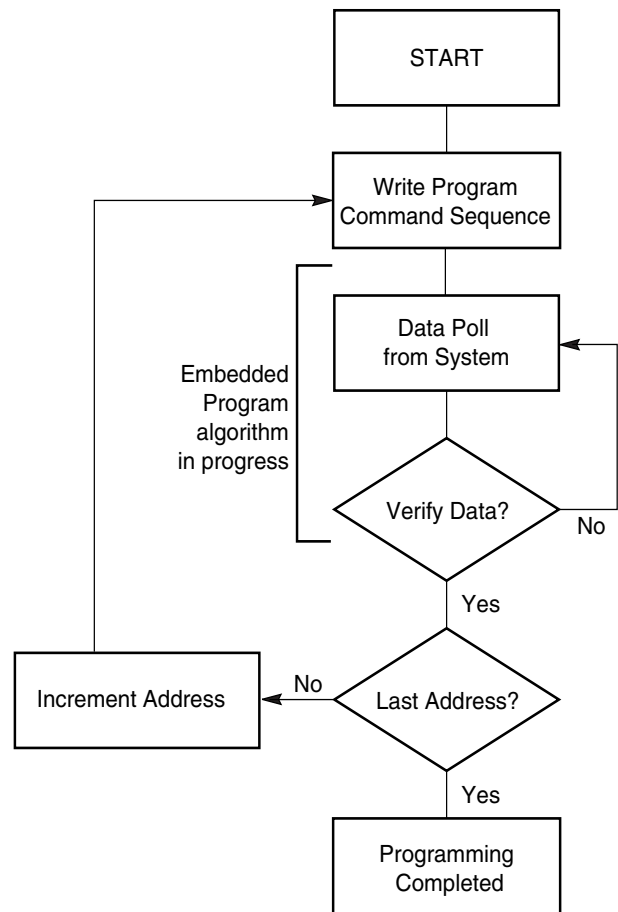 START
Write Program
Command Sequence
Data Poll
from System
Embedded
Program
algorithm
in progress
Verify Data?
No
Yes
Increment Address
No
Last Address?
Yes
Programming
Completed